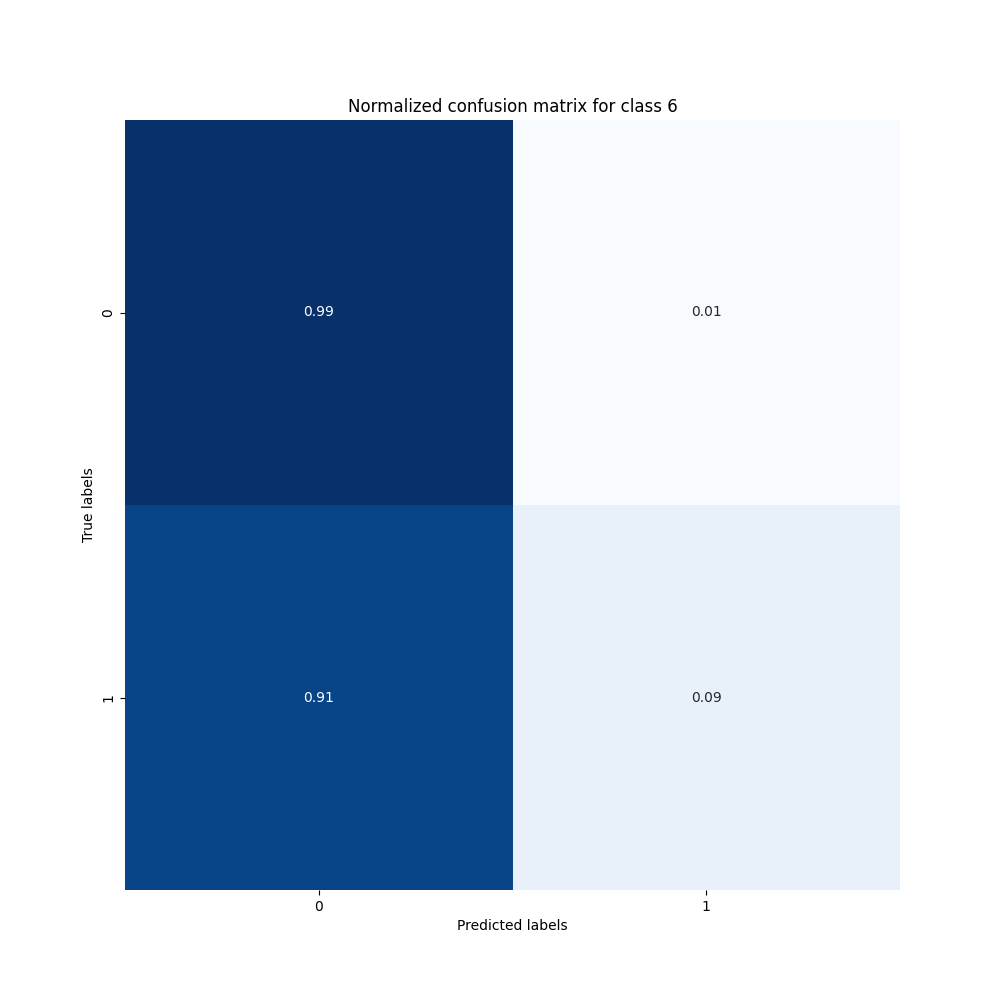 Normalized confusion matrix for class 6
0.99
0.01
0
True labels
0.91
0.09
1
0
1
Predicted labels